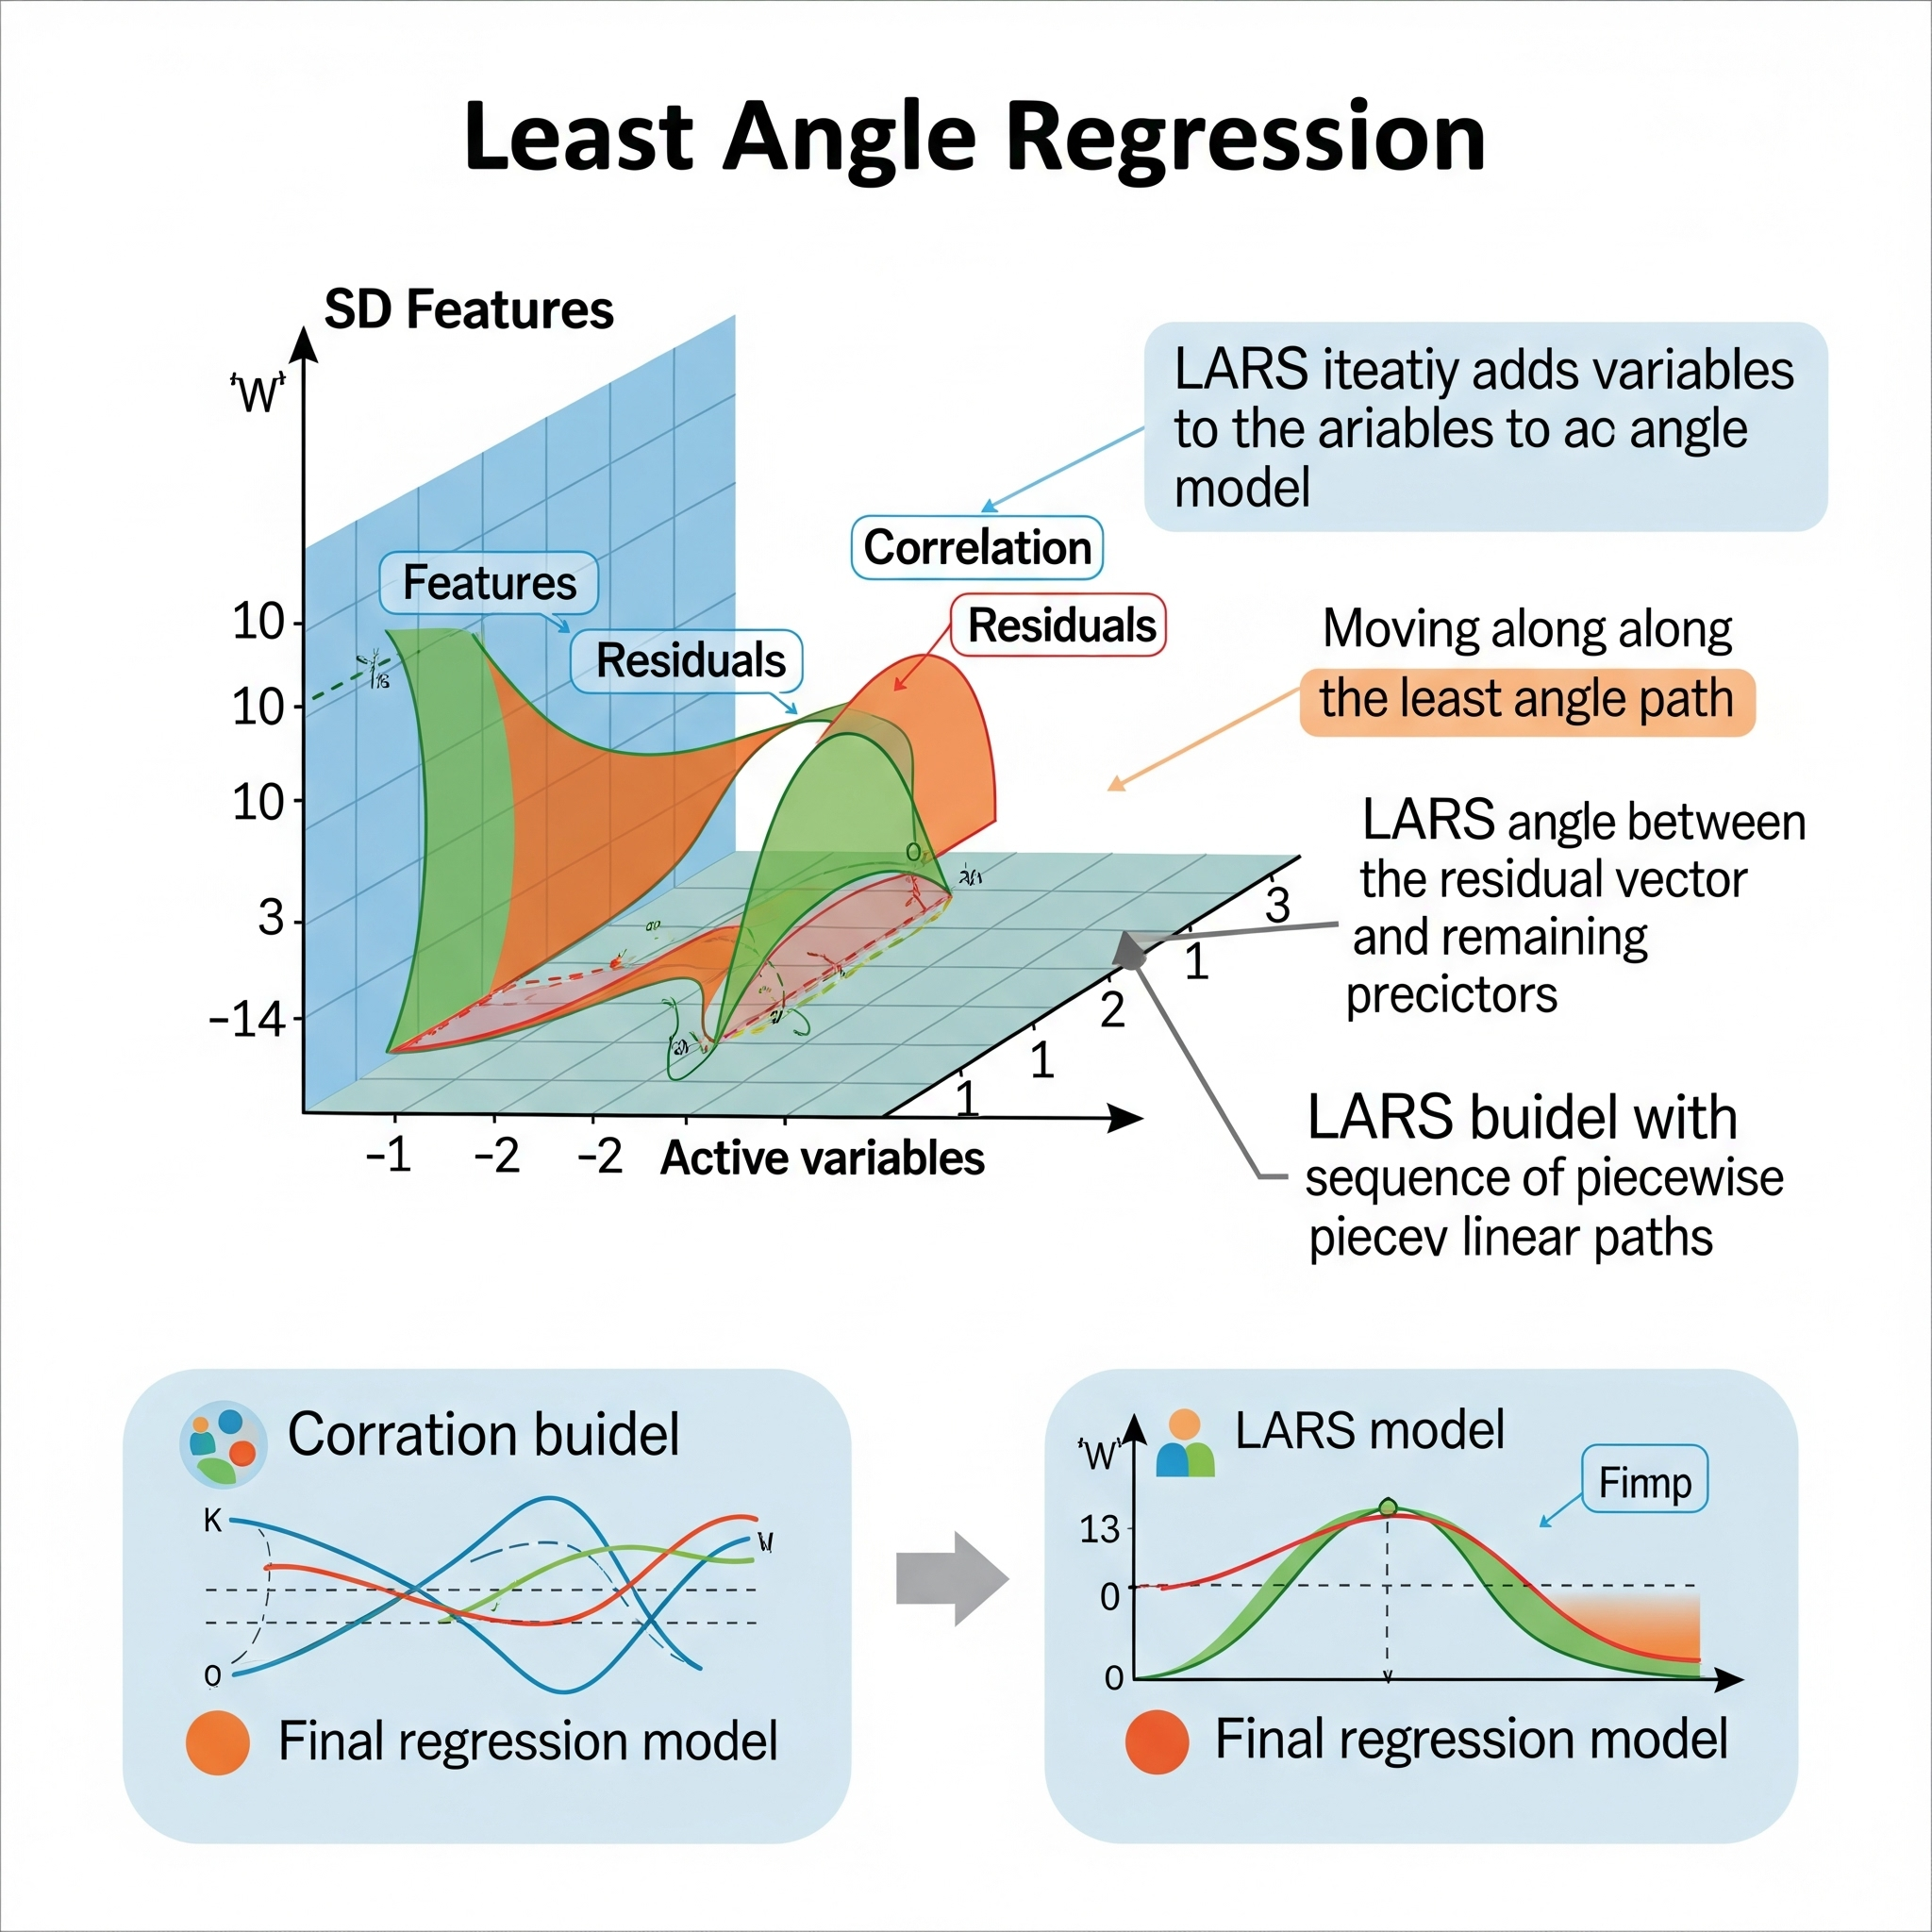 Least Angle Regression
SD Features
'W'
LARS iteatiy adds variables
to the ariables to ac angle
model
Correlation
Features
Residuals
Residuals
Moving along along
the least angle path
10
10
10
3
-14
LARS angle between
the residual vector
and remaining
precictors
3
1
2
1
1
-1
-2
-2
Active variables
LARS buidel with
sequence of piecewise
piecev linear paths
Corration buidel
K
O
Final regression model
'W'
LARS model
Fimp
13
0
0
Final regression model